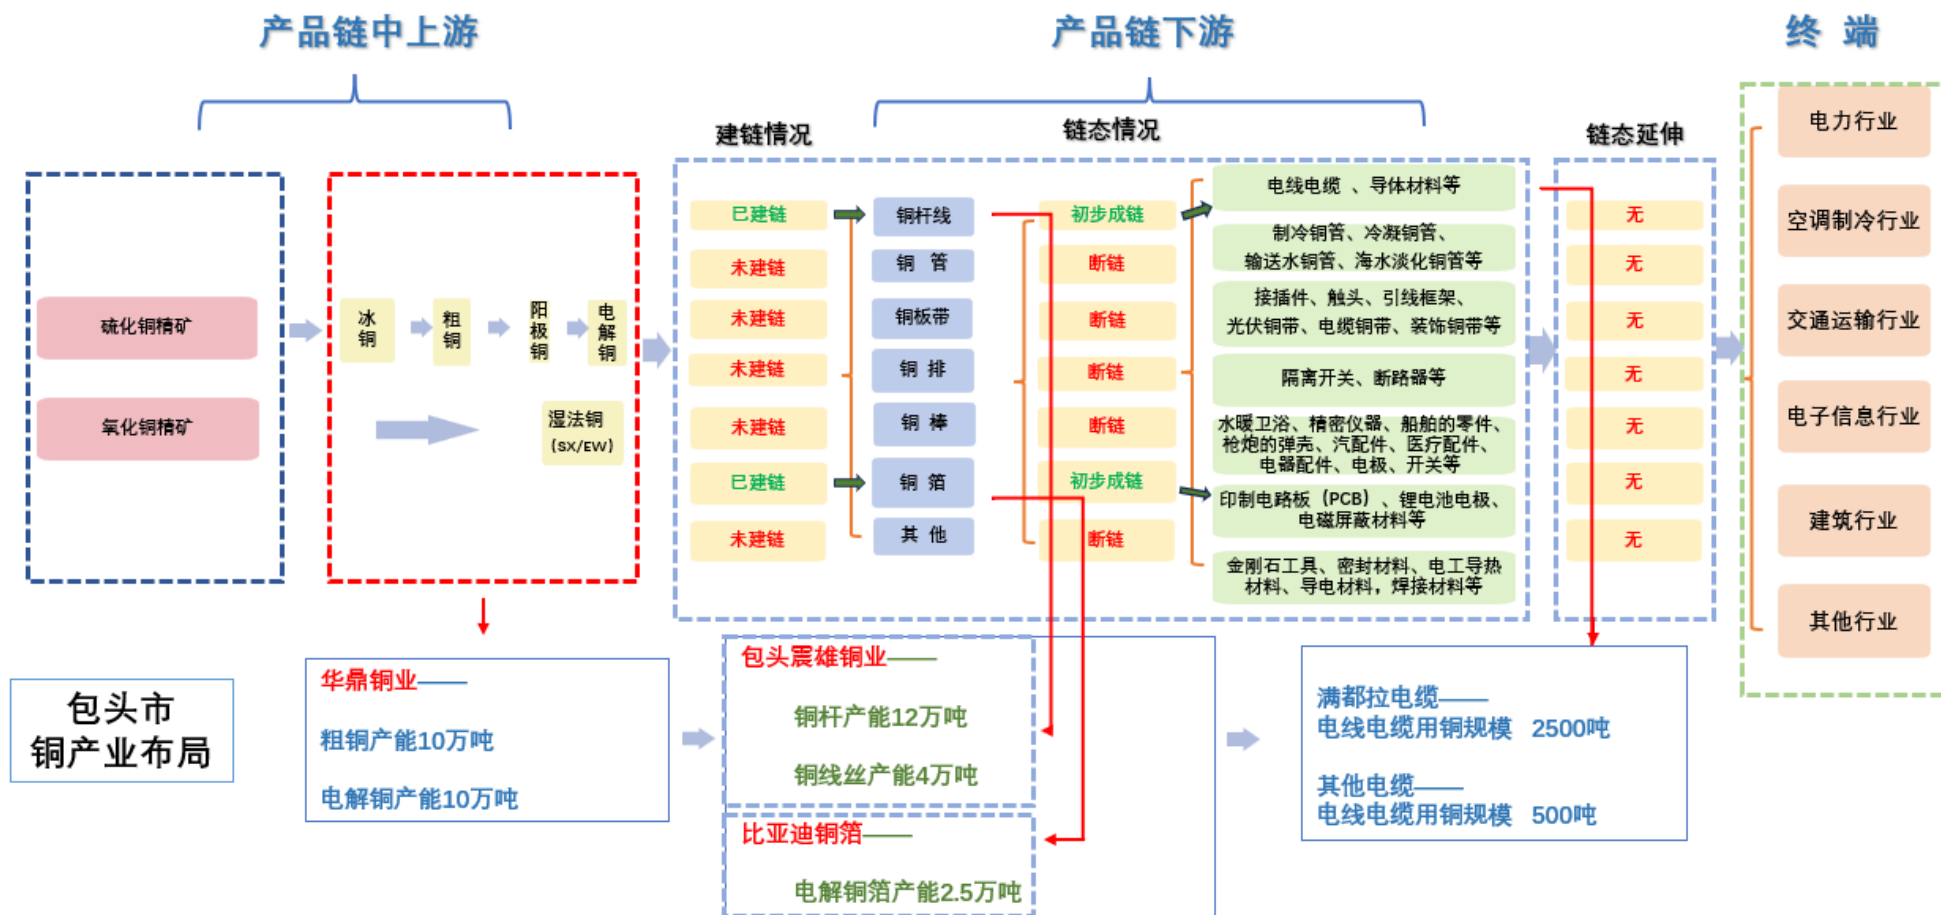 产品链中上游
产品链下游
终 端
建链情况
链态情况
链态延伸
硫化铜精矿
氧化铜精矿
冰
铜
粗
铜
阳
极
铜
电
解
铜
湿法铜
(SX/EW)
已建链
未建链
未建链
未建链
未建链
已建链
未建链
铜杆线
铜 管
铜板带
铜 排
铜 棒
铜 箔
其 他
初步成链
断链
断链
断链
断链
初步成链
断链
电线电缆 、导体材料等
制冷铜管、冷凝铜管、
输送水铜管、海水淡化铜管等
接插件、触头、引线框架、
光伏铜带、电缆铜带、装饰铜带等
隔离开关、断路器等
水暖卫浴、精密仪器、船舶的零件、
枪炮的弹壳、汽配件、医疗配件、
电器配件、电极、开关等
印制电路板（PCB）、锂电池电极、
电磁屏蔽材料等
金刚石工具、密封材料、电工导热
材料、导电材料，焊接材料等
无
无
无
无
无
无
无
电力行业
空调制冷行业
交通运输行业
电子信息行业
建筑行业
其他行业
包头市
铜产业布局
华鼎铜业——
粗铜产能10万吨
电解铜产能10万吨
包头震雄铜业——
铜杆产能12万吨
铜线丝产能4万吨
比亚迪铜箔——
电解铜箔产能2.5万吨
满都拉电缆——
电线电缆用铜规模 2500吨
其他电缆——
电线电缆用铜规模 500吨